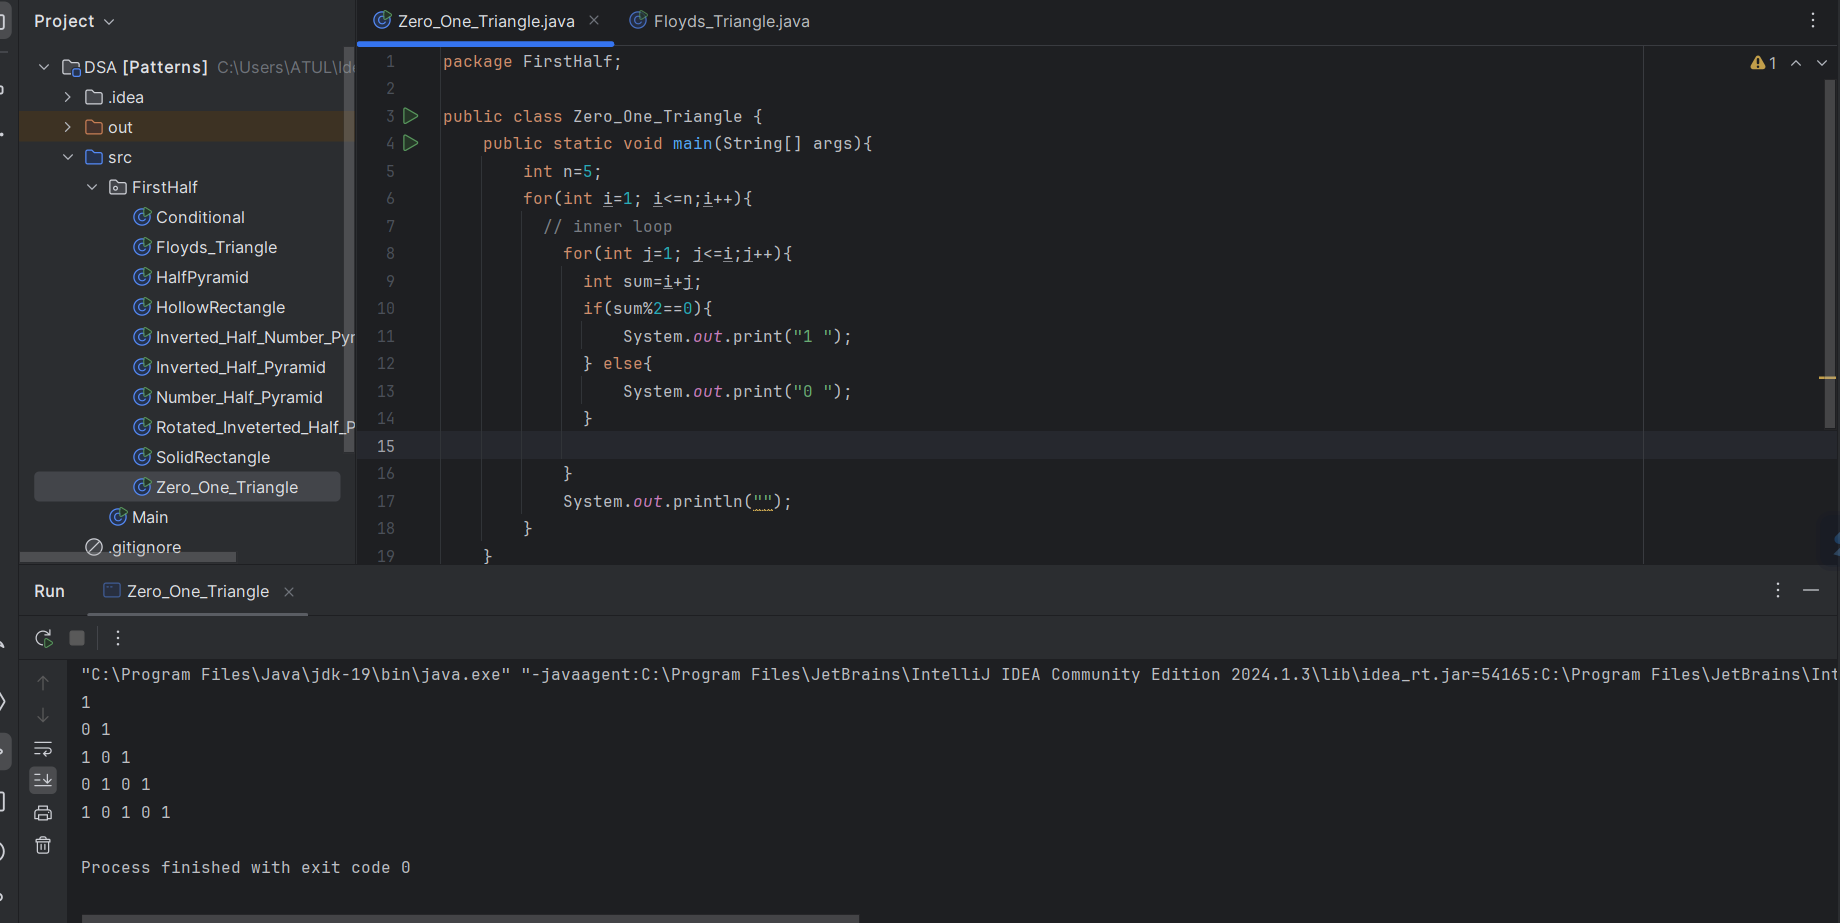 Project
DSA [Patterns] C:\Users\ATUL\Ide
.idea
out
src
FirstHalf
Conditional
Floyds_Triangle
HalfPyramid
HollowRectangle
Inverted_Half_Number_Pyr
Inverted_Half_Pyramid
Number_Half_Pyramid
Rotated_Inveterted_Half_P
SolidRectangle
Zero_One_Triangle
Main
.gitignore
Zero_One_Triangle.java Floyds_Triangle.java
1 package FirstHalf;
2
3 public class Zero_One_Triangle {
4 public static void main(String[] args){
5 int n=5;
6 for(int i=1; i<=n;i++){
7 // inner loop
8 for(int j=1; j<=i;j++){
9 int sum=i+j;
10 if(sum%2==0){
11 System.out.print("1 ");
12 } else{
13 System.out.print("0 ");
14 }
15
16 }
17 System.out.println("");
18 }
19 }
1
Run Zero_One_Triangle
"C:\Program Files\Java\jdk-19\bin\java.exe" "-javaagent:C:\Program Files\JetBrains\IntelliJ IDEA Community Edition 2024.1.3\lib\idea_rt.jar=54165:C:\Program Files\JetBrains\Int
1
0 1
1 0 1
0 1 0 1
1 0 1 0 1
Process finished with exit code 0